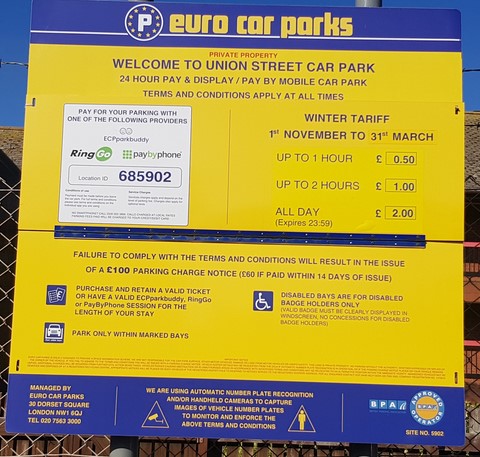 P euro car parks
PRIVATE PROPERTY
WELCOME TO UNION STREET CAR PARK
24 HOUR PAY & DISPLAY / PAY BY MOBILE CAR PARK
TERMS AND CONDITIONS APPLY AT ALL TIMES
PAY FOR YOUR PARKING WITH
ONE OF THE FOLLOWING PROVIDERS
ECPparkbuddy
RingGo paybyphone
Location ID 685902
WINTER TARIFF
1st NOVEMBER TO 31st MARCH
UP TO 1 HOUR £ 0.50
UP TO 2 HOURS £ 1.00
ALL DAY £ 2.00
(Expires 23:59)
FAILURE TO COMPLY WITH THE TERMS AND CONDITIONS WILL RESULT IN THE ISSUE
OF A £100 PARKING CHARGE NOTICE (£60 IF PAID WITHIN 14 DAYS OF ISSUE)
PURCHASE AND RETAIN A VALID TICKET
OR HAVE A VALID ECPparkbuddy, RingGo
or PayByPhone SESSION FOR THE
LENGTH OF YOUR STAY
PARK ONLY WITHIN MARKED BAYS
DISABLED BAYS ARE FOR DISABLED
BADGE HOLDERS ONLY
(VALID BADGE MUST BE CLEARLY DISPLAYED IN
WINDSCREEN, NO CONCESSIONS FOR DISABLED
BADGE HOLDERS)
MANAGED BY
EURO CAR PARKS
30 DORSET SQUARE
LONDON NW1 6QJ
TEL 020 7563 3000
WE ARE USING AUTOMATIC NUMBER PLATE RECOGNITION
AND/OR HANDHELD CAMERAS TO CAPTURE
IMAGES OF VEHICLE NUMBER PLATES
TO MONITOR AND ENFORCE THE
ABOVE TERMS AND CONDITIONS
BPA
APPROVED
BPA
OPERATOR
SITE NO. 5902